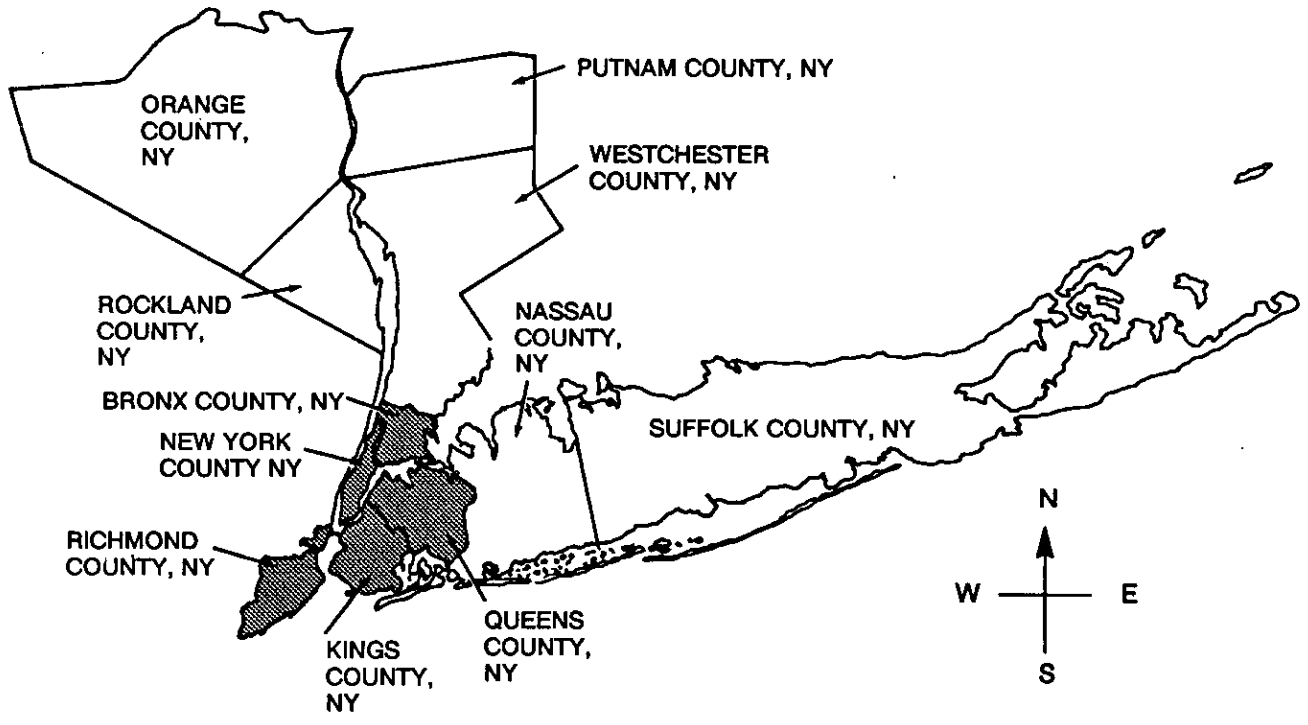 PUTNAM COUNTY, NY
ORANGE
COUNTY,
NY
WESTCHESTER
COUNTY, NY
ROCKLAND
COUNTY,
NY
NASSAU
COUNTY,
NY
BRONX COUNTY, NY
NEW YORK
COUNTY NY
SUFFOLK COUNTY, NY
RICHMOND
COUNTY, NY
KINGS
COUNTY,
NY
QUEENS
COUNTY,
NY
N
W E
S